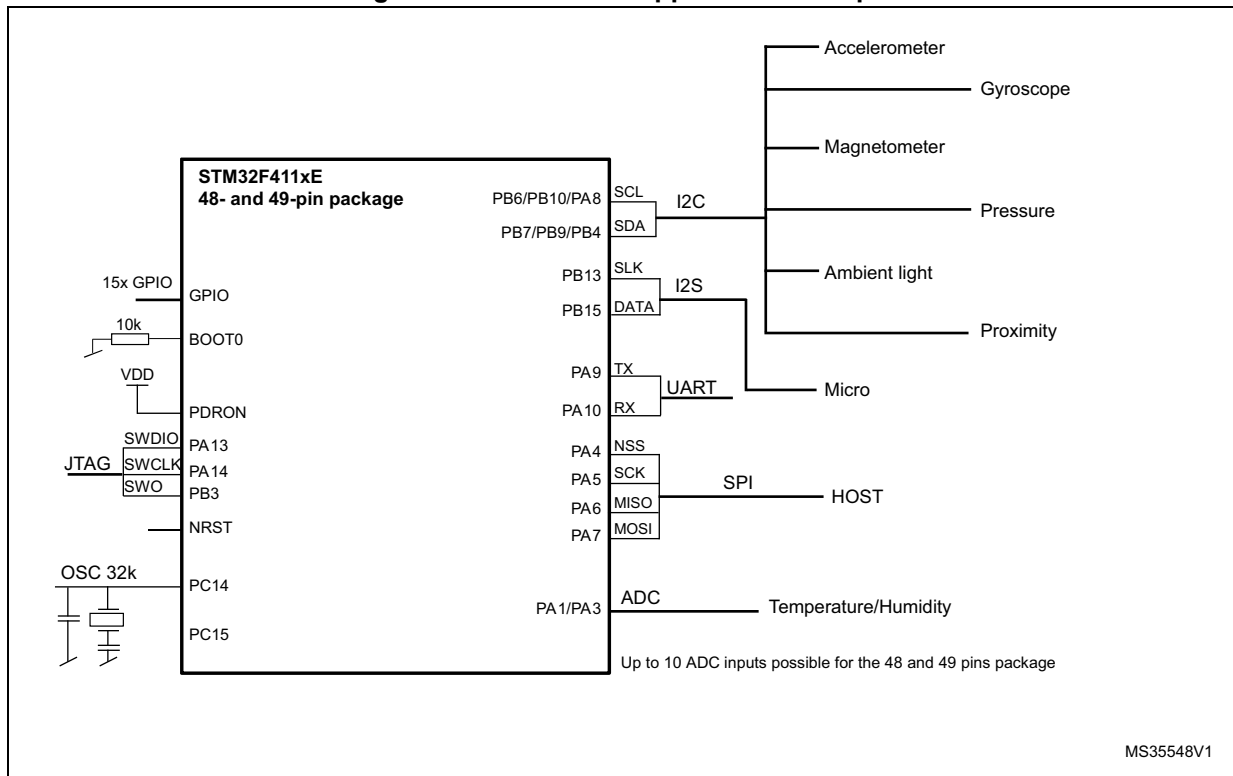 STM32F411xE
48- and 49-pin package
15x GPIO
GPIO
10k
BOOT0
VDD
PDRON
JTAG
SWDIO
PA13
SWCLK
PA14
SWO
PB3
NRST
OSC 32k
PC14
PC15
PB6/PB10/PA8
SCL
PB7/PB9/PB4
SDA
I2C
Accelerometer
Gyroscope
Magnetometer
Pressure
Ambient light
Proximity
PB13
SLK
PB15
DATA
I2S
Micro
PA9
TX
PA10
RX
UART
PA4
NSS
PA5
SCK
PA6
MISO
PA7
MOSI
SPI
HOST
PA1/PA3
ADC
Temperature/Humidity
Up to 10 ADC inputs possible for the 48 and 49 pins package
MS35548V1